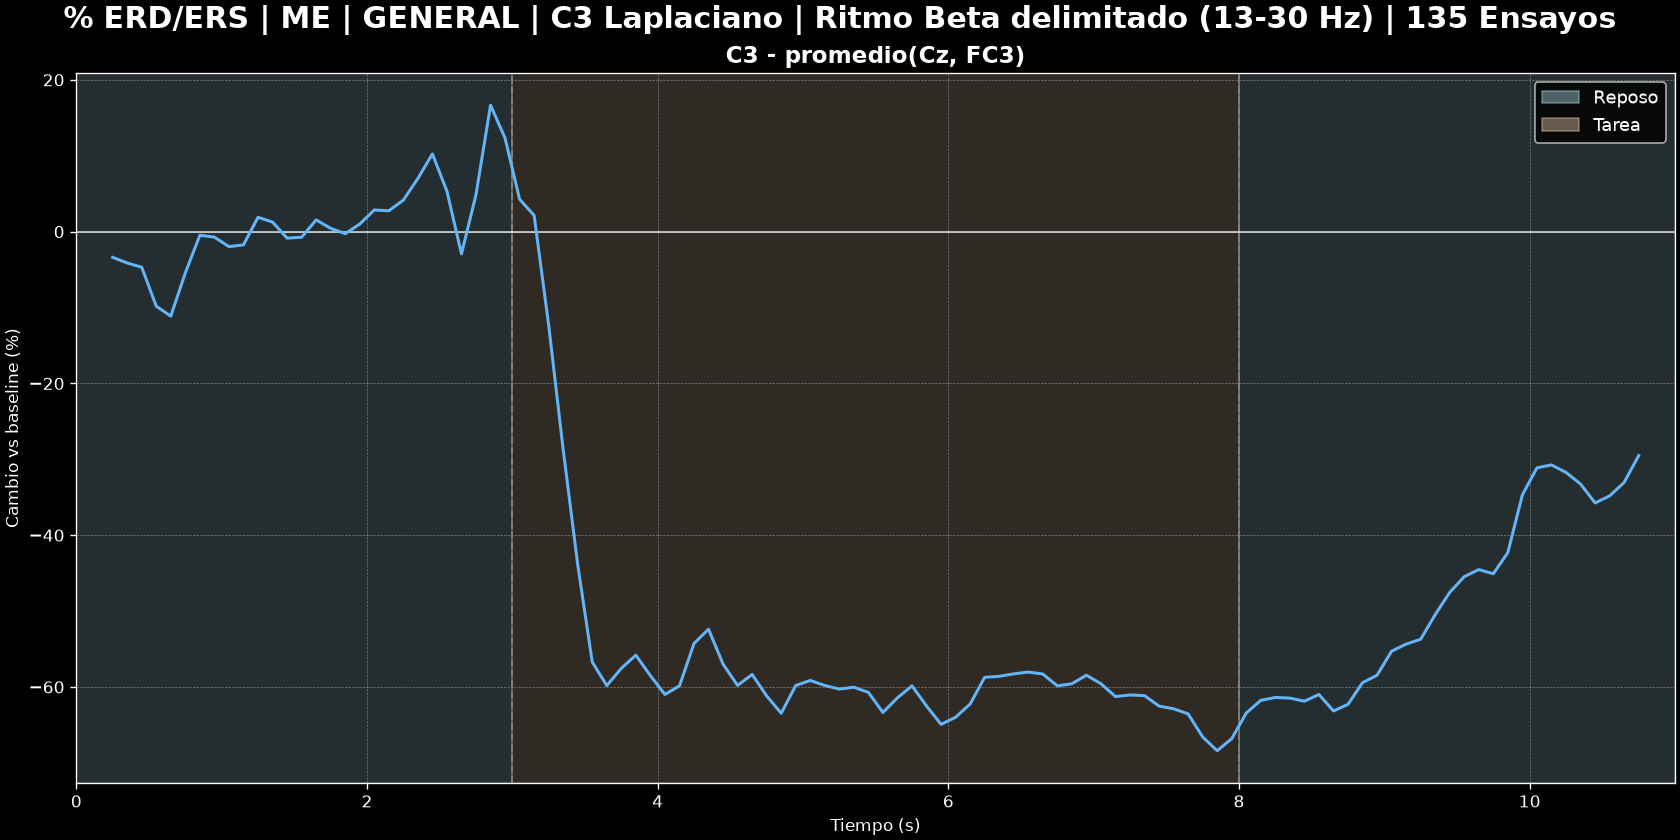 % ERD/ERS | ME | GENERAL | C3 Laplaciano | Ritmo Beta delimitado (13-30 Hz) | 135 Ensayos
C3 - promedio(Cz, FC3)
Reposo
Tarea
Cambio vs baseline (%)
20
0
−20
−40
−60
0 2 4 6 8 10
Tiempo (s)